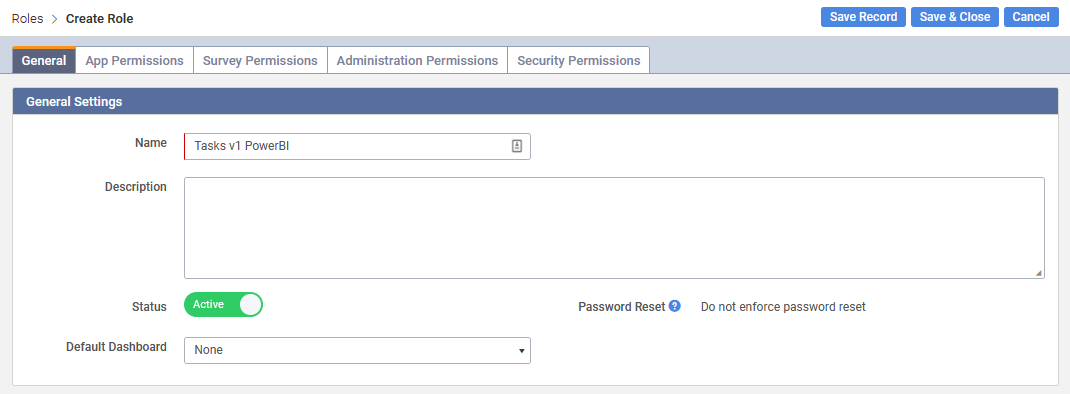 Roles > Create Role
Save Record Save & Close Cancel
General App Permissions Survey Permissions Administration Permissions Security Permissions
General Settings
Name Tasks v1 PowerBI
Description
Status Active Password Reset ? Do not enforce password reset
Default Dashboard None